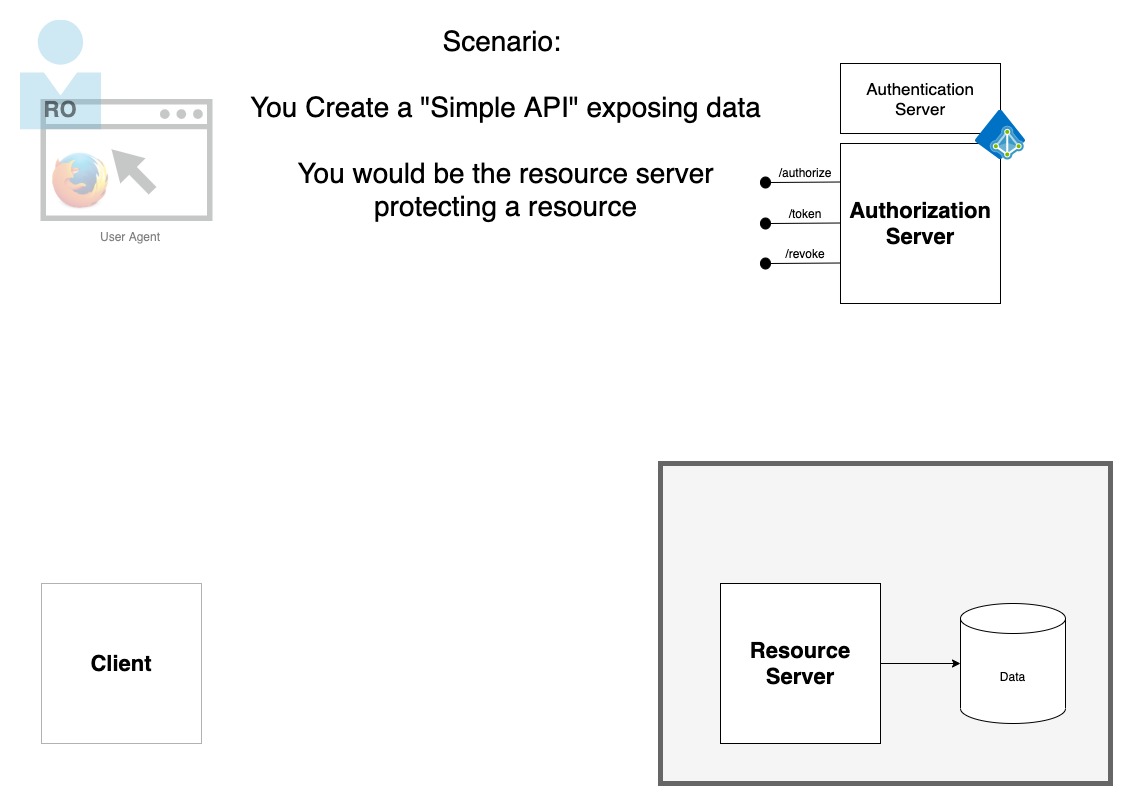 Scenario:
You Create a "Simple API" exposing data
You would be the resource server
protecting a resource
RO
User Agent
Authentication
Server
/authorize
/token
/revoke
Authorization
Server
Client
Resource
Server
Data